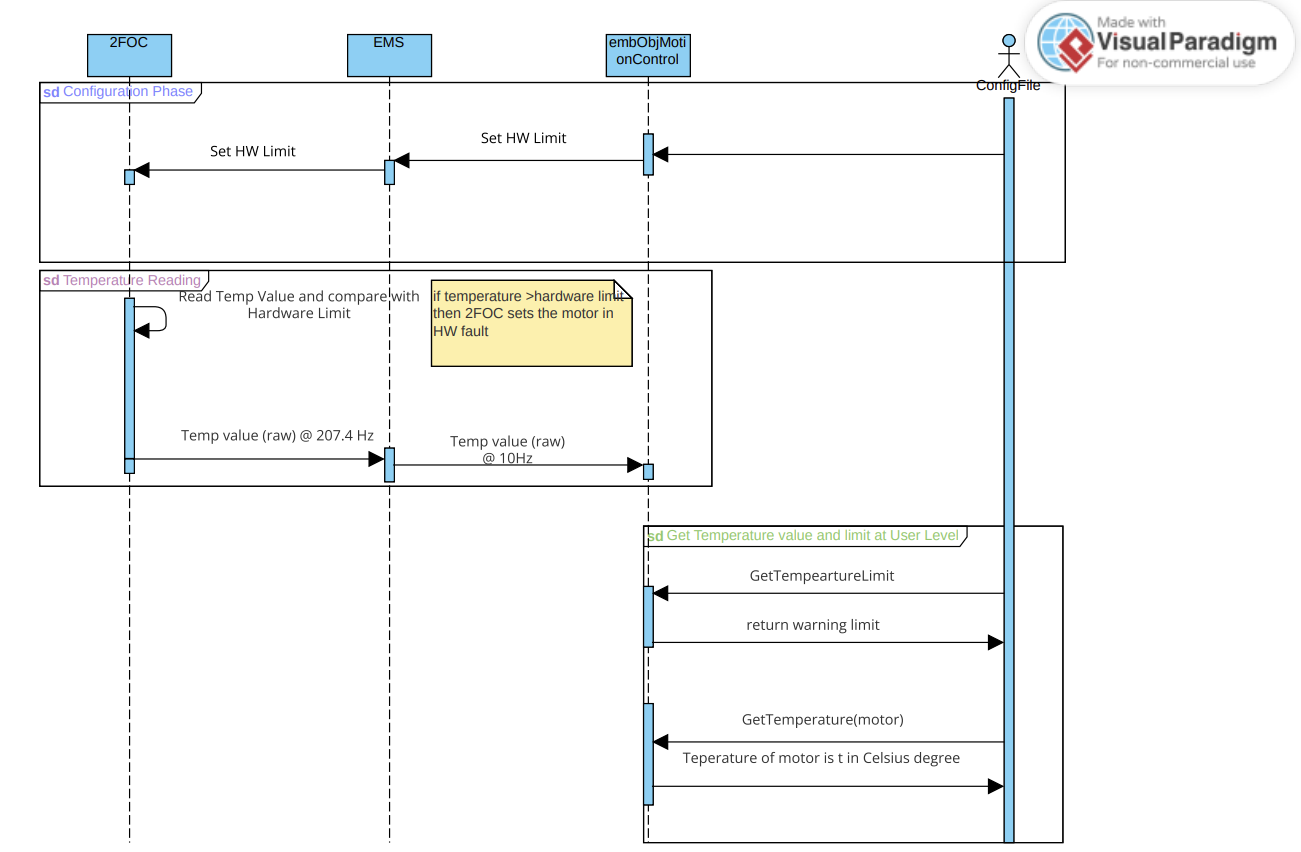 Made with
Visual Paradigm
For non-commercial use
2FOC
EMS
embObjMoti
onControl
ConfigFile
sd Configuration Phase
Set HW Limit
Set HW Limit
sd Temperature Reading
Read Temp Value and compare with
Hardware Limit
if temperature >hardware limit
then 2FOC sets the motor in
HW fault
Temp value (raw) @ 207.4 Hz
Temp value (raw)
@ 10Hz
sd Get Temperature value and limit at User Level
GetTempeartureLimit
return warning limit
GetTemperature(motor)
Teperature of motor is t in Celsius degree